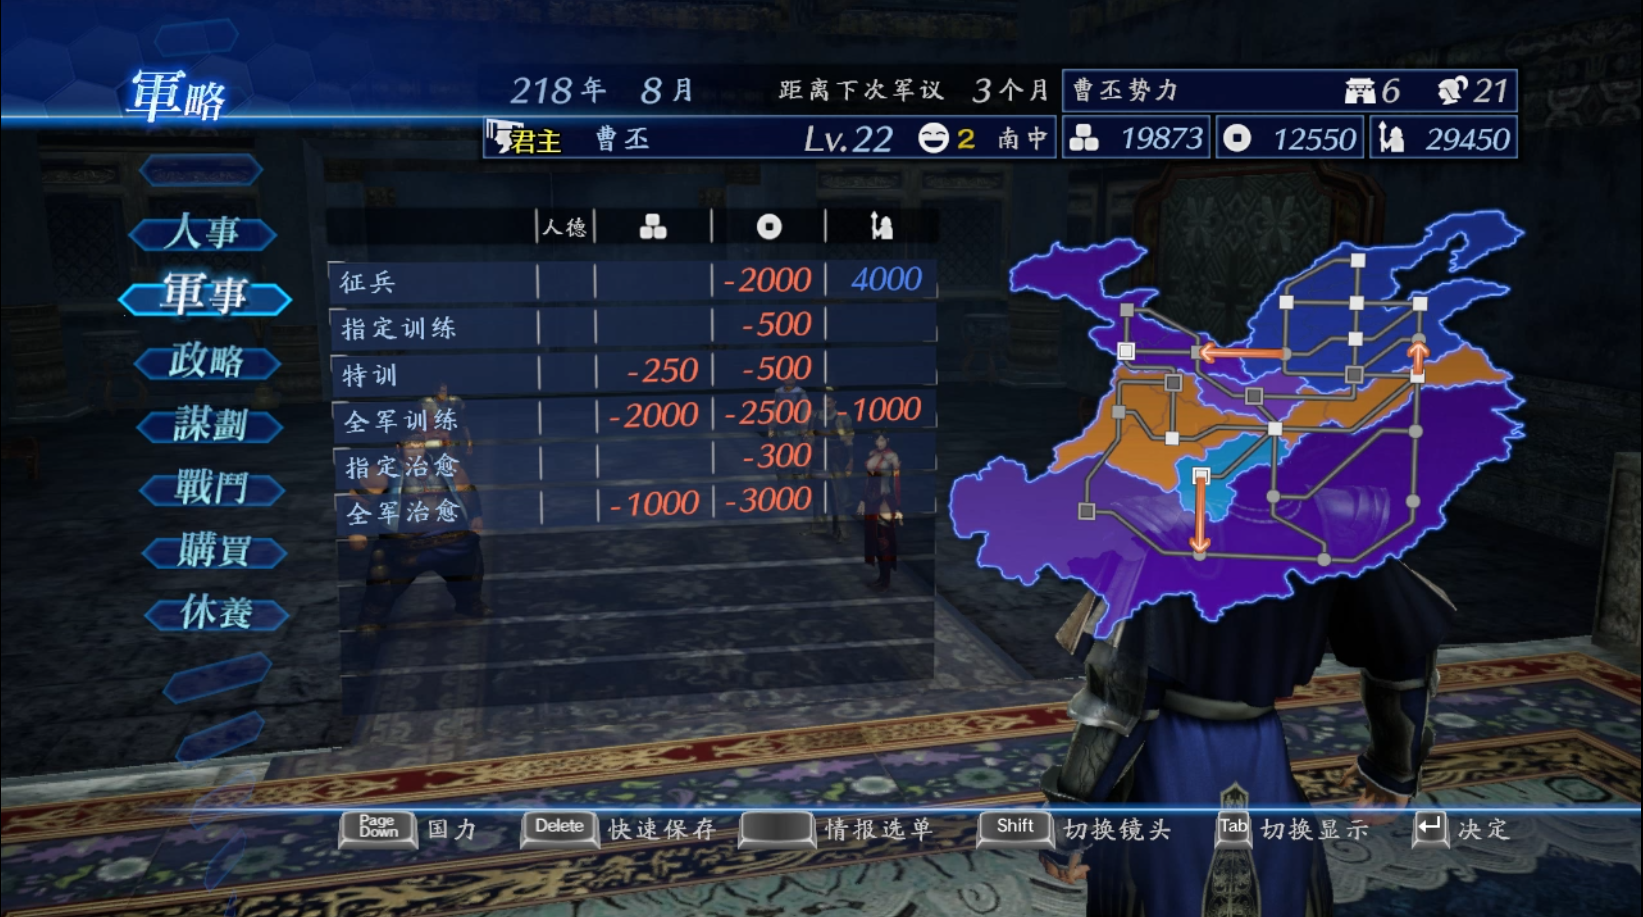 軍略
218年 8月 距离下次军议 3个月 曹丕势力 6 21
君主 曹丕 Lv.22 2 南中 19873 12550 29450
人事
軍事
政略
謀劃
戰鬥
購買
休養
人德
征兵 -2000 4000
指定训练 -500
特训 -250 -500
全军训练 -2000 -2500 -1000
指定治愈 -300
全军治愈 -1000 -3000
Page Down 国力 Delete 快速保存 情报选单 Shift 切换镜头 Tab 切换显示 决定